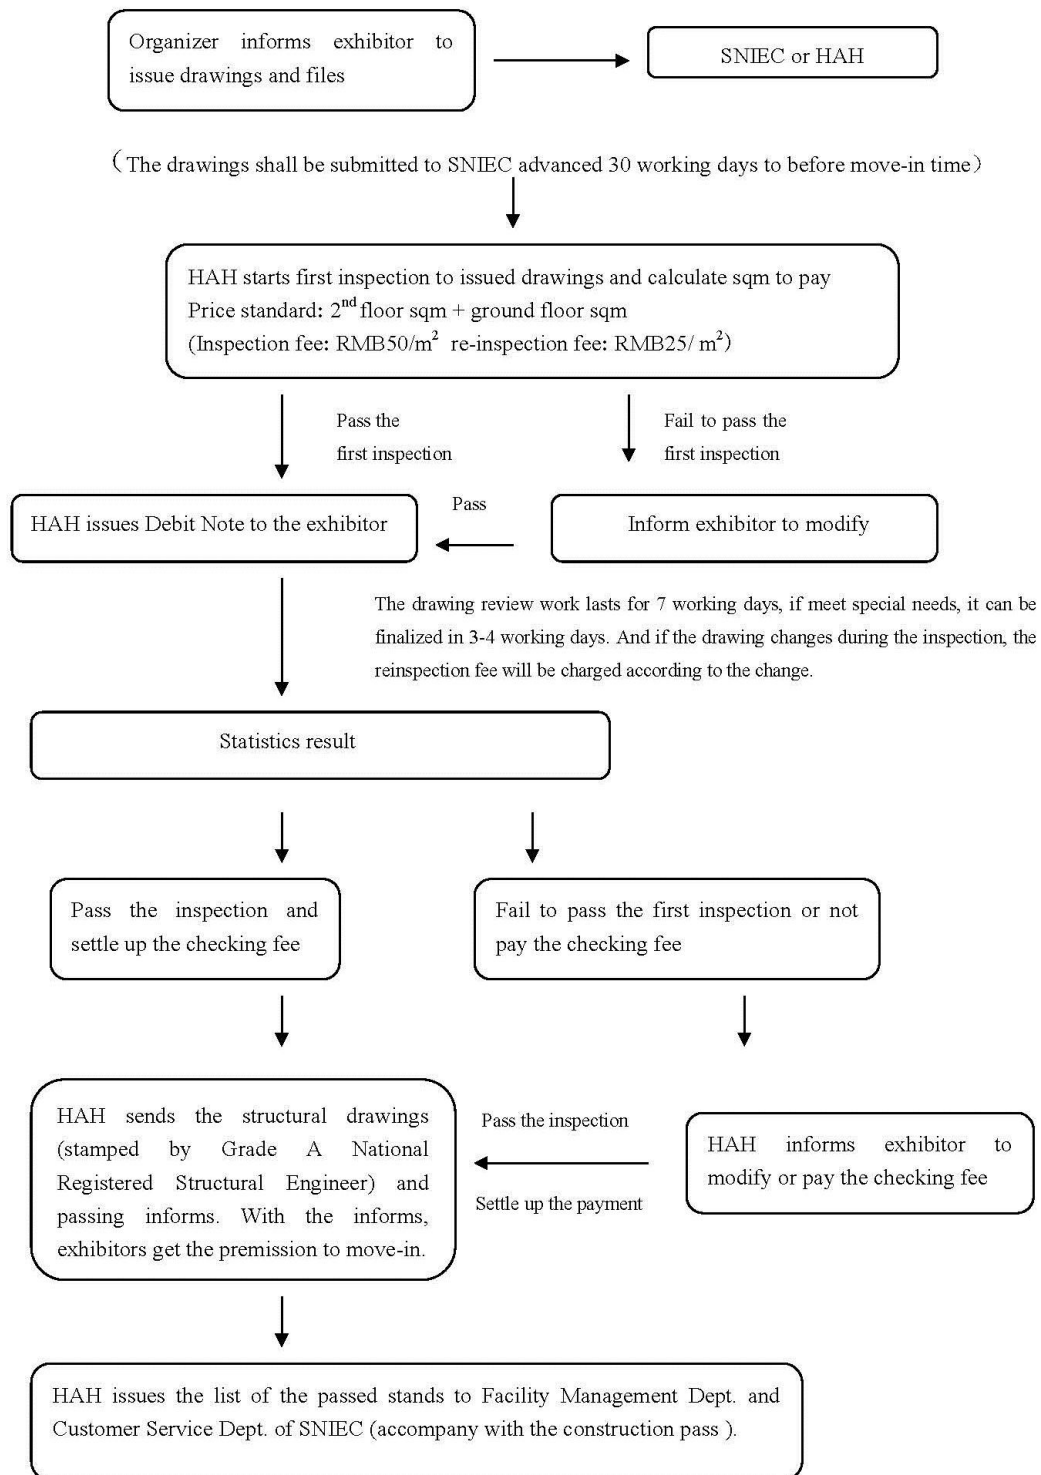 Organizer informs exhibitor to
issue drawings and files
SNIEC or HAH
（The drawings shall be submitted to SNIEC advanced 30 working days to before move-in time）
HAH starts first inspection to issued drawings and calculate sqm to pay
Price standard: 2nd floor sqm + ground floor sqm
(Inspection fee: RMB50/m² re-inspection fee: RMB25/ m²）
Pass the
first inspection
Fail to pass the
first inspection
HAH issues Debit Note to the exhibitor
Pass
Inform exhibitor to modify
The drawing review work lasts for 7 working days, if meet special needs, it can be
finalized in 3-4 working days. And if the drawing changes during the inspection, the
reinspection fee will be charged according to the change.
Statistics result
Pass the inspection and
settle up the checking fee
Fail to pass the first inspection or not
pay the checking fee
HAH sends the structural drawings
(stamped by Grade A National
Registered Structural Engineer) and
passing informs. With the informs,
exhibitors get the premission to move-in.
Pass the inspection
Settle up the payment
HAH informs exhibitor to
modify or pay the checking fee
HAH issues the list of the passed stands to Facility Management Dept. and
Customer Service Dept. of SNIEC (accompany with the construction pass ).